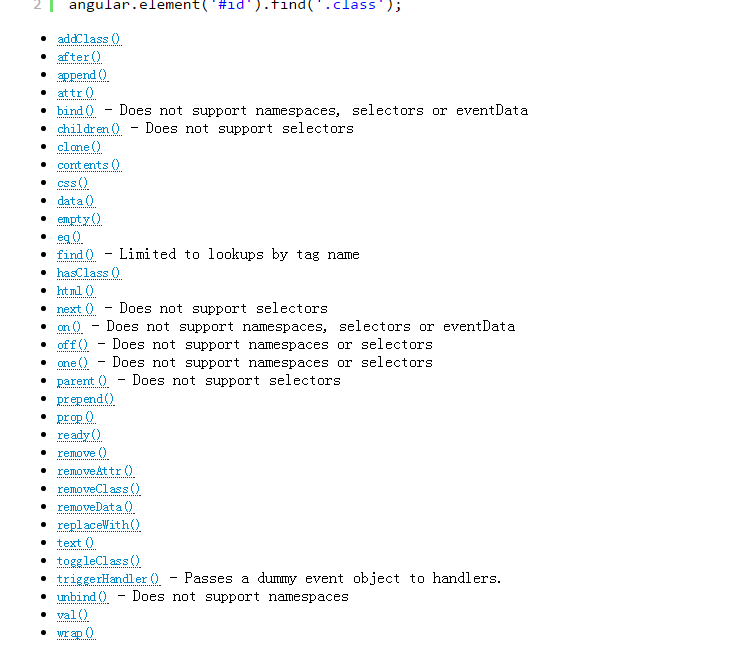 2 angular.element('#id').find('.class');
addClass()
after()
append()
attr()
bind() - Does not support namespaces, selectors or eventData
children() - Does not support selectors
clone()
contents()
css()
data()
empty()
eq()
find() - Limited to lookups by tag name
hasClass()
html()
next() - Does not support selectors
on() - Does not support namespaces, selectors or eventData
off() - Does not support namespaces or selectors
one() - Does not support namespaces or selectors
parent() - Does not support selectors
prepend()
prop()
ready()
remove()
removeAttr()
removeClass()
removeData()
replaceWith()
text()
toggleClass()
triggerHandler() - Passes a dummy event object to handlers.
unbind() - Does not support namespaces
val()
wrap()